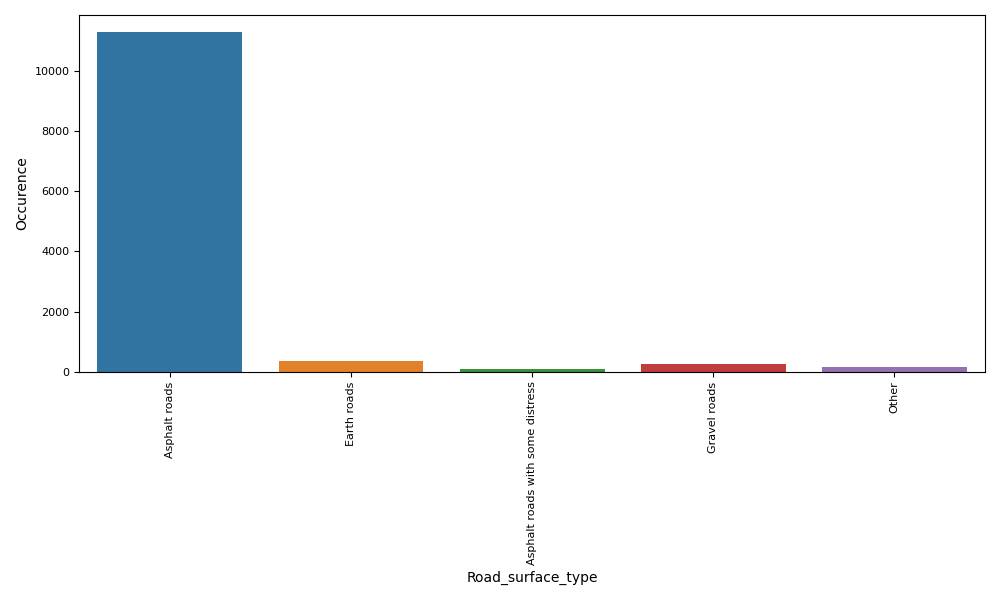 Occurence
10000
8000
6000
4000
2000
0
Asphalt roads
Earth roads
Asphalt roads with some distress
Gravel roads
Other
Road_surface_type